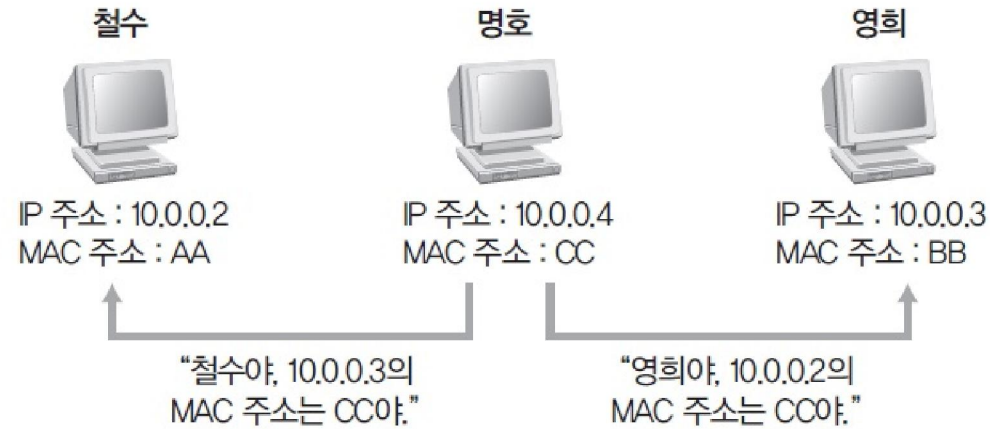 철수
명호
영희
IP 주소 : 10.0.0.2
MAC 주소 : AA
IP 주소 : 10.0.0.4
MAC 주소 : CC
IP 주소 : 10.0.0.3
MAC 주소 : BB
“철수야, 10.0.0.3의
MAC 주소는 CC야.”
“영희야, 10.0.0.2의
MAC 주소는 CC야.”